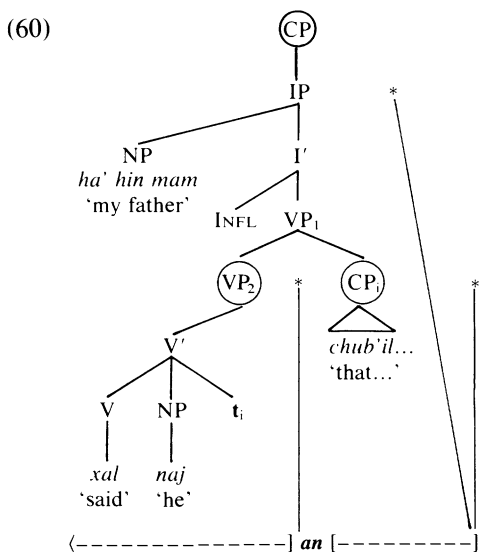 (60)
CP
IP *
NP I′
ha' hin mam
'my father' INFL VP₁
VP₂ * CPᵢ *
V′ chub'il...
'that...'
V NP tᵢ
xal naj
'said' 'he'
⟨- - - - - - - - - - - - - - - - - -] an [- - - - - - - - - - - -]